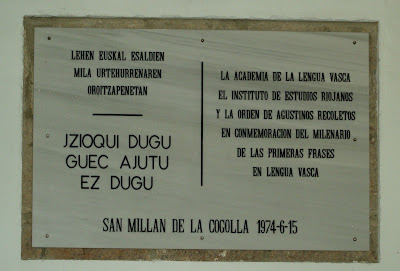 LEHEN EUSKAL ESALDIEN
MILA URTEHURRENAREN
OROITZAPENETAN
JZIOQUI DUGU
GUEC AJUTU
EZ DUGU
LA ACADEMIA DE LA LENGUA VASCA
EL INSTITUTO DE ESTUDIOS RIOJANOS
Y LA ORDEN DE AGUSTINOS RECOLETOS
EN CONMEMORACION DEL MILENARIO
DE LAS PRIMERAS FRASES
EN LENGUA VASCA
SAN MILLAN DE LA COGOLLA 1974-6-15